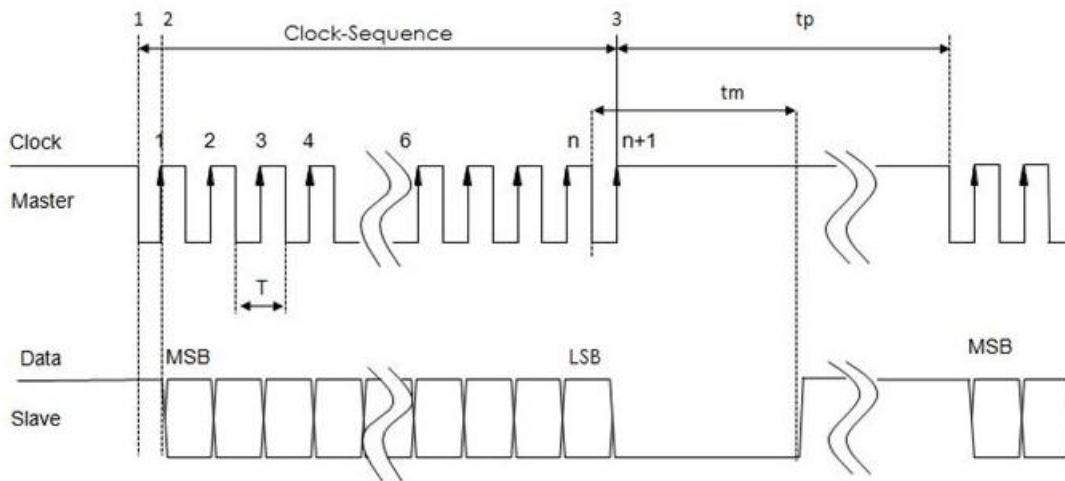 1 2 3 tp
Clock-Sequence
tm
Clock 1 2 3 4 6 n n+1
Master
T
Data MSB LSB MSB
Slave